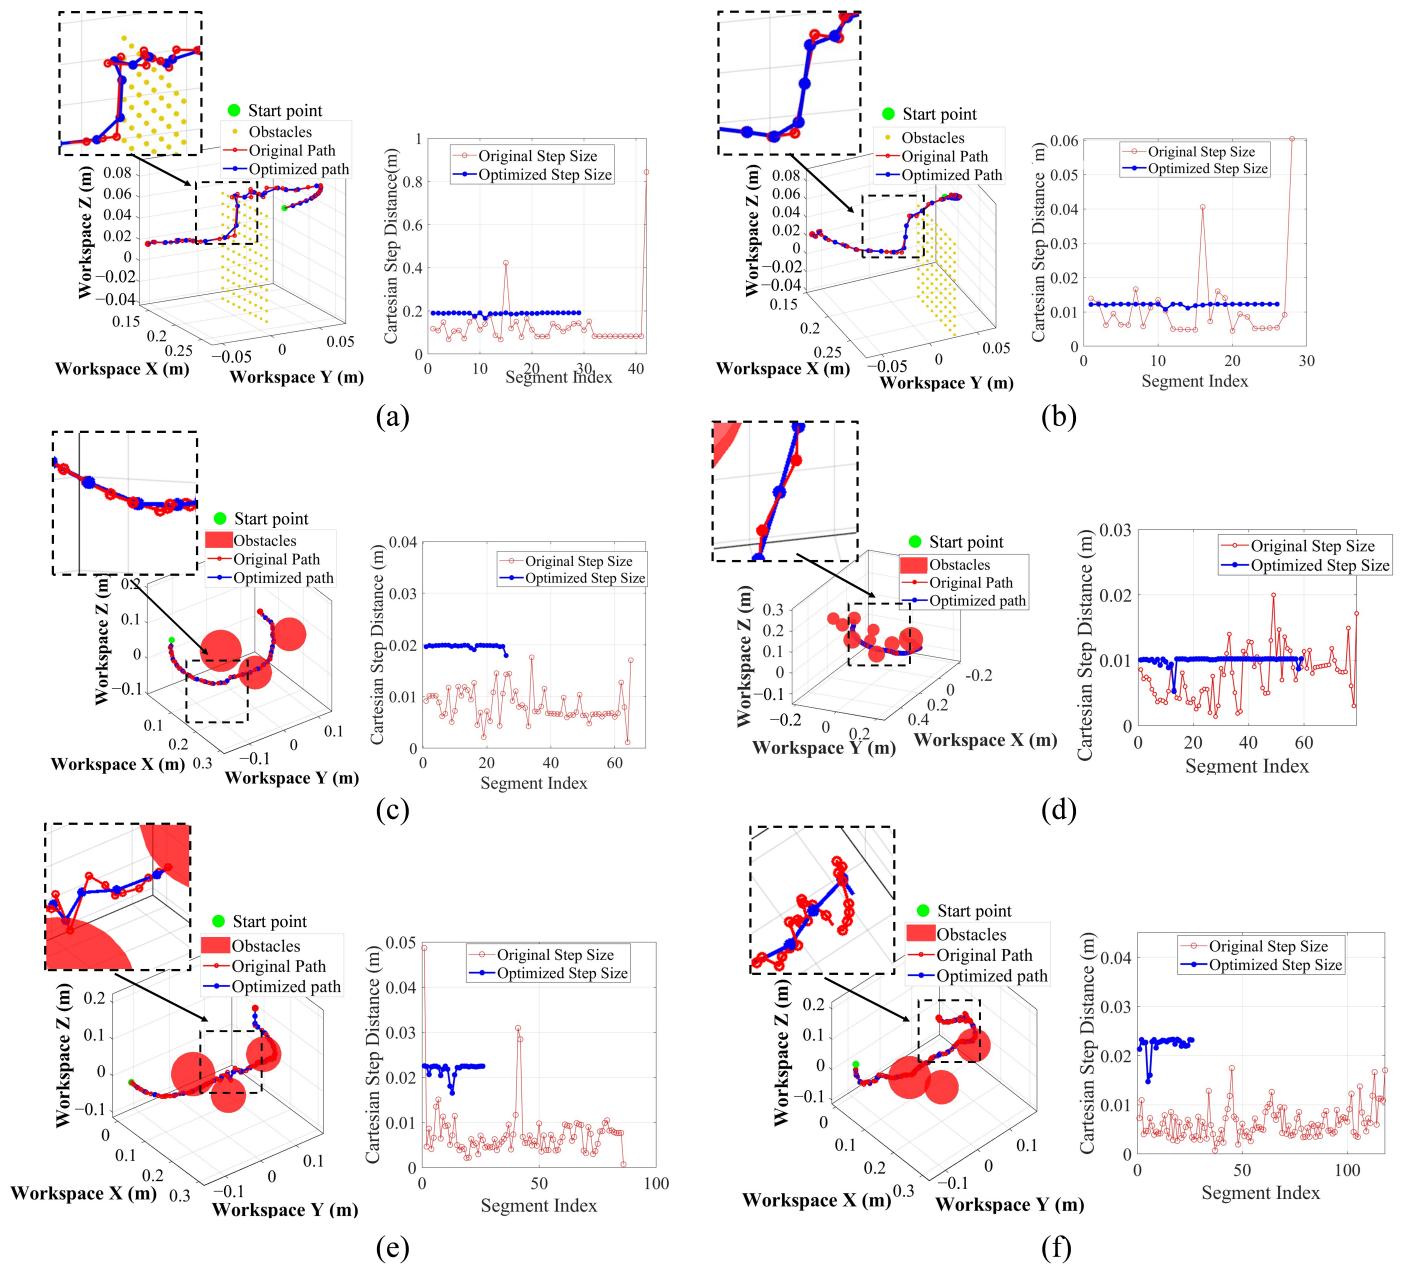 Start point
Obstacles
Original Path
Optimized path
Workspace Z (m)
0.08
0.06
0.04
0.02
0
−0.02
−0.04
0.15
0.20
0.25
−0.05
0
0.05
Workspace X (m)
Workspace Y (m)
Cartesian Step Distance(m)
1
0.8
0.6
0.4
0.2
0
Original Step Size
Optimized Step Size
0
10
20
30
40
Segment Index
(a)
Start point
Obstacles
Original Path
Optimized Path
Workspace Z (m)
0.08
0.06
0.04
0.02
0
−0.02
−0.04
0.15
0.20
0.25
−0.05
0
0.05
Workspace X (m)
Workspace Y (m)
Cartesian Step Distance (m)
0.06
0.05
0.04
0.03
0.02
0.01
0
Original Step Size
Optimized Step Size
0
10
20
30
Segment Index
(b)
Start point
Obstacles
Original Path
Optimized path
Workspace Z (m)
0.2
0.1
0
−0.1
0.1
0.2
0.3
−0.1
0
0.1
Workspace X (m)
Workspace Y (m)
Cartesian Step Distance (m)
0.04
0.03
0.02
0.01
0
Original Step Size
Optimized Step Size
0
20
40
60
Segment Index
(c)
Start point
Obstacles
Original Path
Optimized path
Workspace Z (m)
0.3
0.2
0.1
0
−0.1
−0.2
0
0.2
0.4
0.2
-0.2
Workspace Y (m)
Workspace X (m)
Cartesian Step Distance (m)
0.03
0.02
0.01
0
Original Step Size
Optimized Step Size
0
20
40
60
Segment Index
(d)
Start point
Obstacles
Original Path
Optimized path
Workspace Z (m)
0.2
0.1
0
−0.1
0
0.1
0.2
0.3
−0.1
0
0.1
Workspace X (m)
Workspace Y (m)
Cartesian Step Distance (m)
0.05
0.04
0.03
0.02
0.01
0
Original Step Size
Optimized Step Size
0
50
100
Segment Index
(e)
Start point
Obstacles
Original Path
Optimized path
Workspace Z (m)
0.2
0.1
0
−0.1
0
0.1
0.2
0.3
−0.1
0
0.1
Workspace X (m)
Workspace Y (m)
Cartesian Step Distance (m)
0.04
0.03
0.02
0.01
0
Original Step Size
Optimized Step Size
0
50
100
Segment Index
(f)